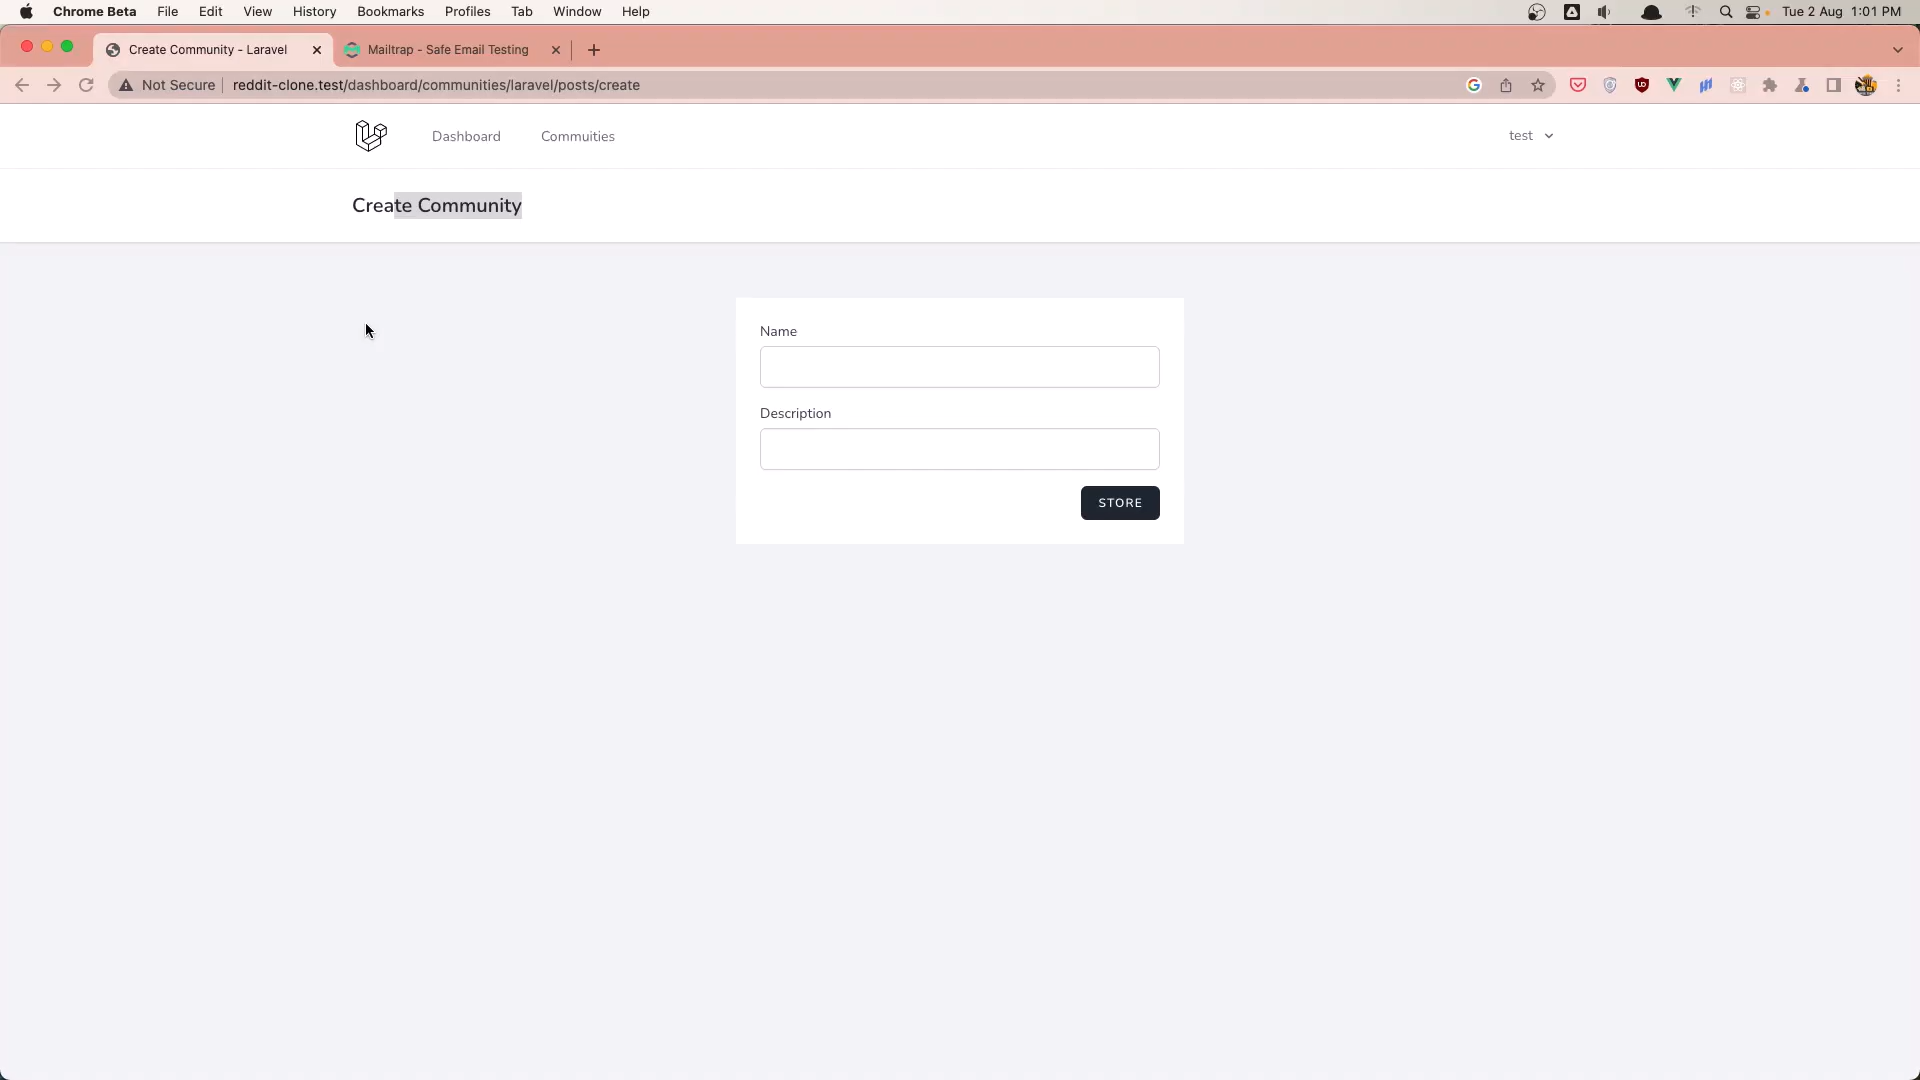 Chrome Beta File Edit View History Bookmarks Profiles Tab Window Help Tue 2 Aug 1:01 PM
Create Community - Laravel Mailtrap - Safe Email Testing
Not Secure reddit-clone.test/dashboard/communities/laravel/posts/create
Dashboard Commuities test
Create Community
Name
Description
STORE